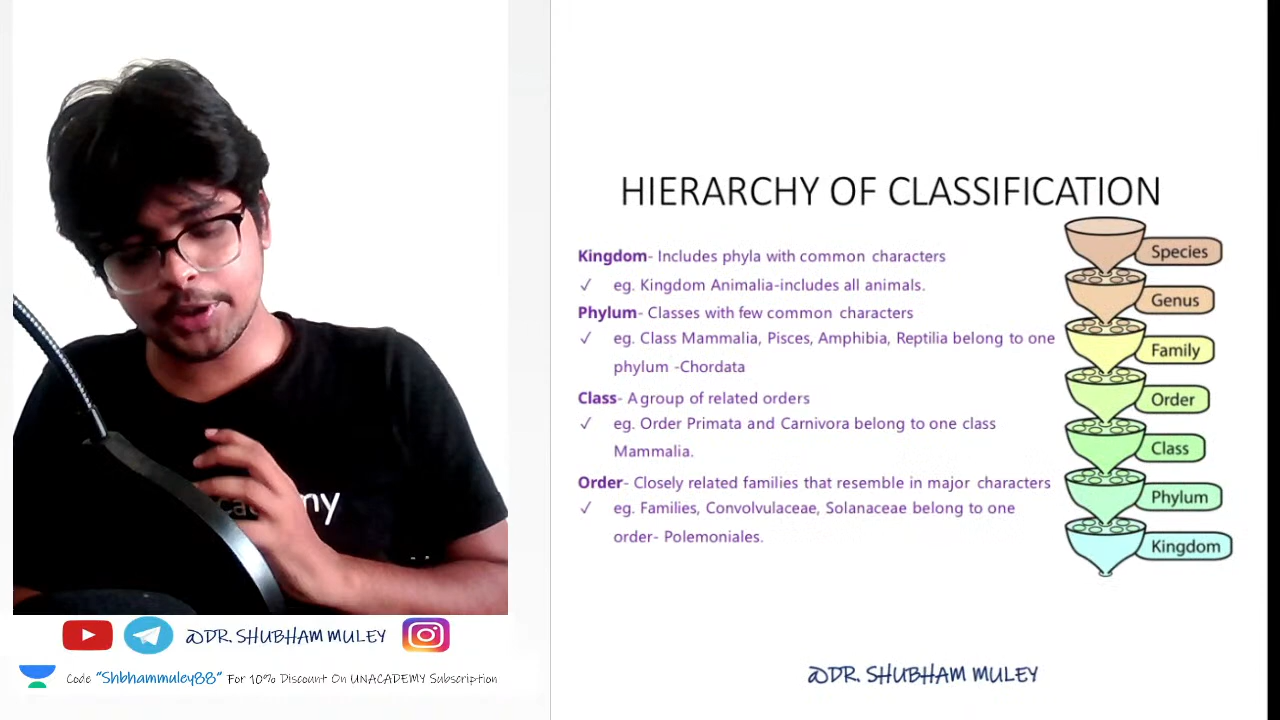 my
@DR. SHUBHAM MULEY
Code "Shbhammuley88" For 10% Discount On UNACADEMY Subscription
HIERARCHY OF CLASSIFICATION
Kingdom- Includes phyla with common characters
✓ eg. Kingdom Animalia-includes all animals.
Phylum- Classes with few common characters
✓ eg. Class Mammalia, Pisces, Amphibia, Reptilia belong to one
phylum -Chordata
Class- A group of related orders
✓ eg. Order Primata and Carnivora belong to one class
Mammalia.
Order- Closely related families that resemble in major characters
✓ eg. Families, Convolvulaceae, Solanaceae belong to one
order- Polemoniales.
Species
Genus
Family
Order
Class
Phylum
Kingdom
@DR. SHUBHAM MULEY